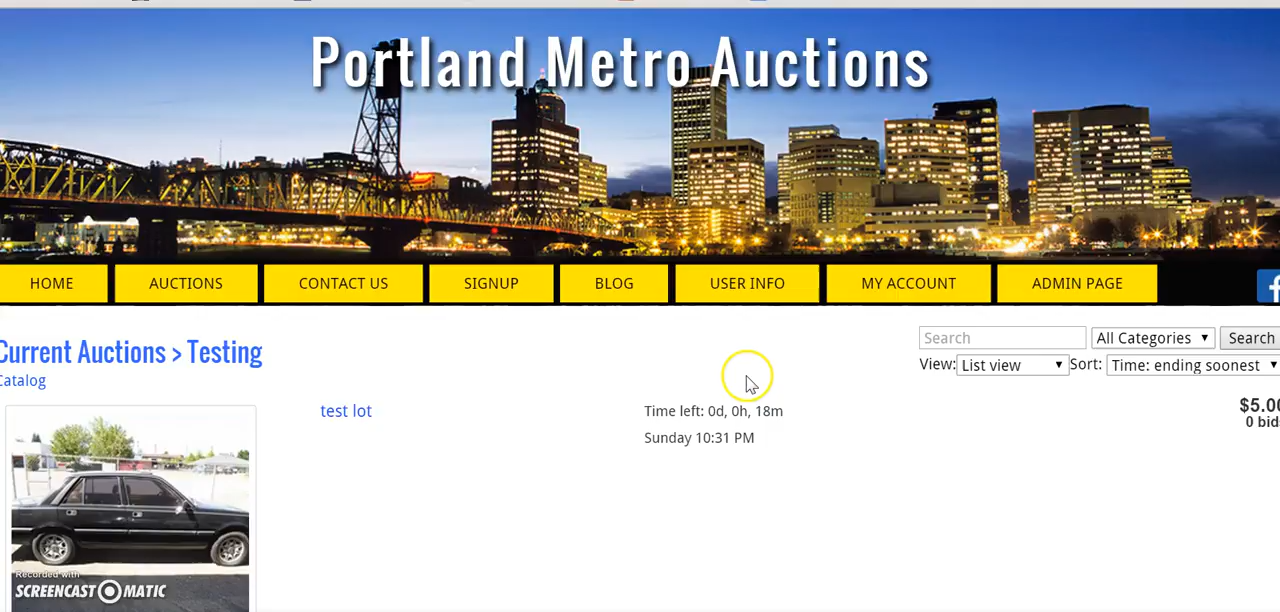 Portland Metro Auctions
HOME AUCTIONS CONTACT US SIGNUP BLOG USER INFO MY ACCOUNT ADMIN PAGE
Current Auctions > Testing
Search All Categories Search
View: List view Sort: Time: ending soonest
Catalog
test lot
Time left: 0d, 0h, 18m
$5.00
0 bid
Sunday 10:31 PM
Recorded with
SCREENCAST MATIC